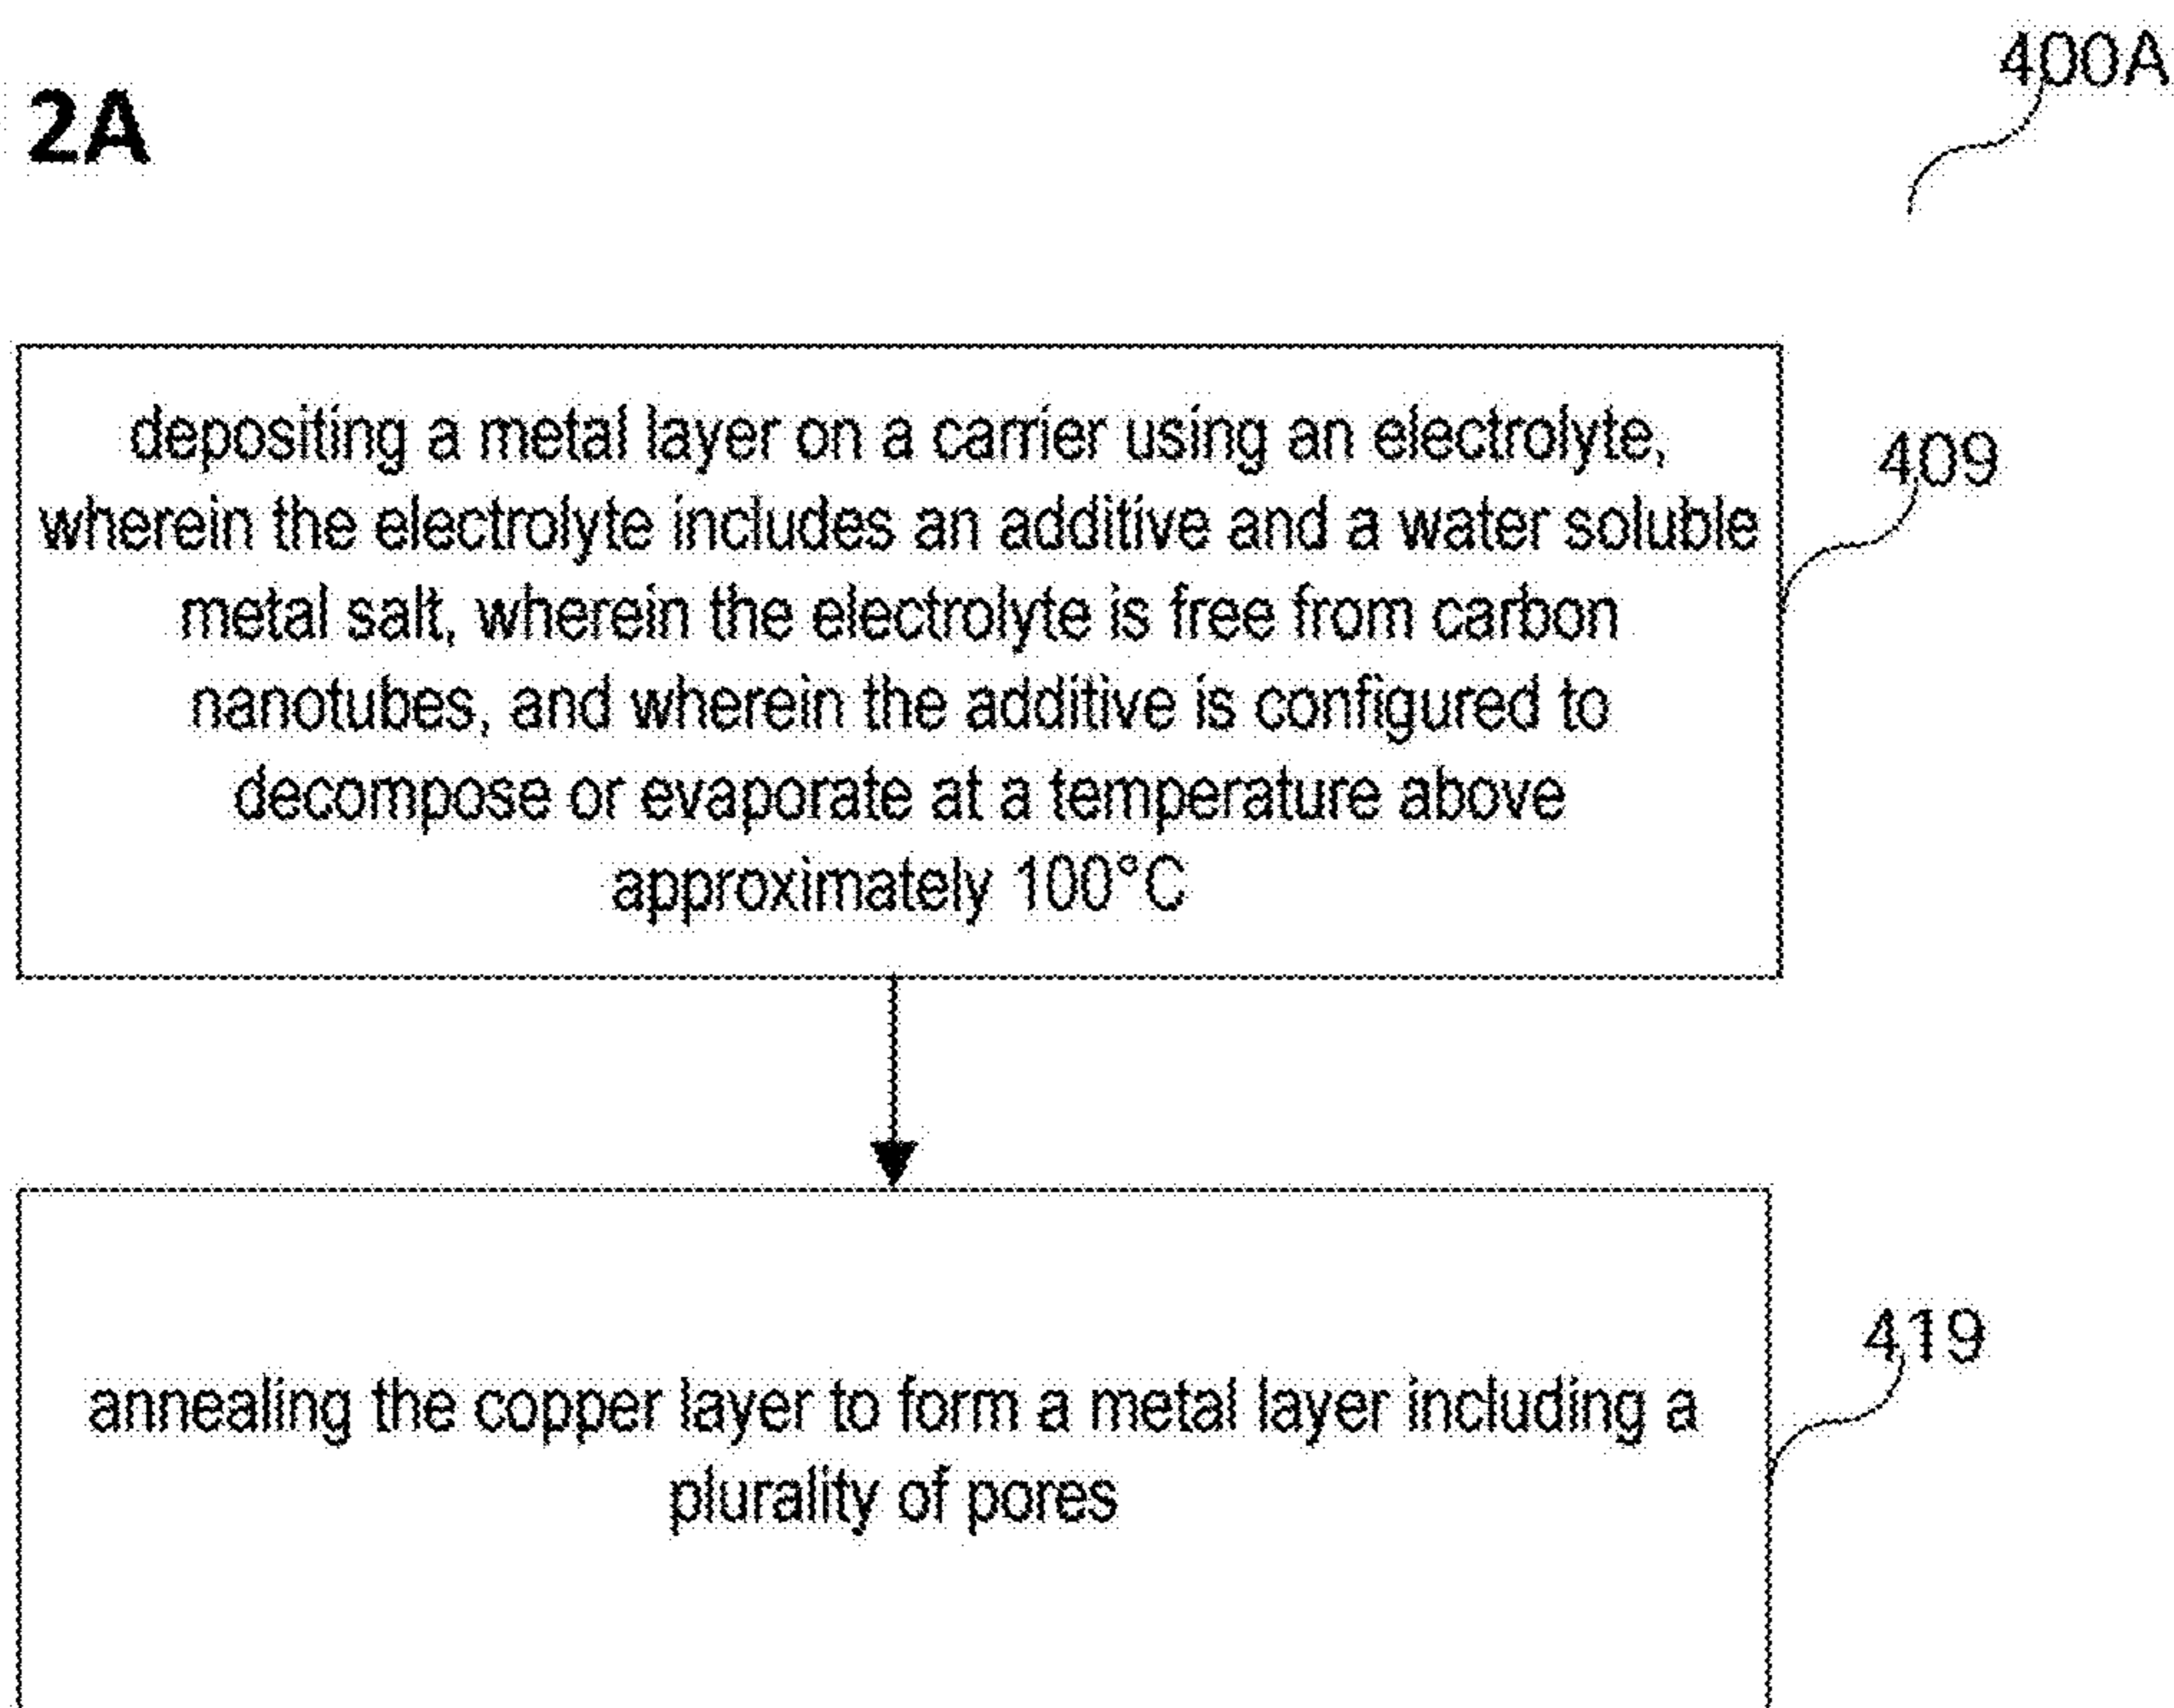 400A
2A
depositing a metal layer on a carrier using an electrolyte,
wherein the electrolyte includes an additive and a water soluble
metal salt, wherein the electrolyte is free from carbon
nanotubes, and wherein the additive is configured to
decompose or evaporate at a temperature above
approximately 100°C
409
annealing the copper layer to form a metal layer including a
plurality of pores
419